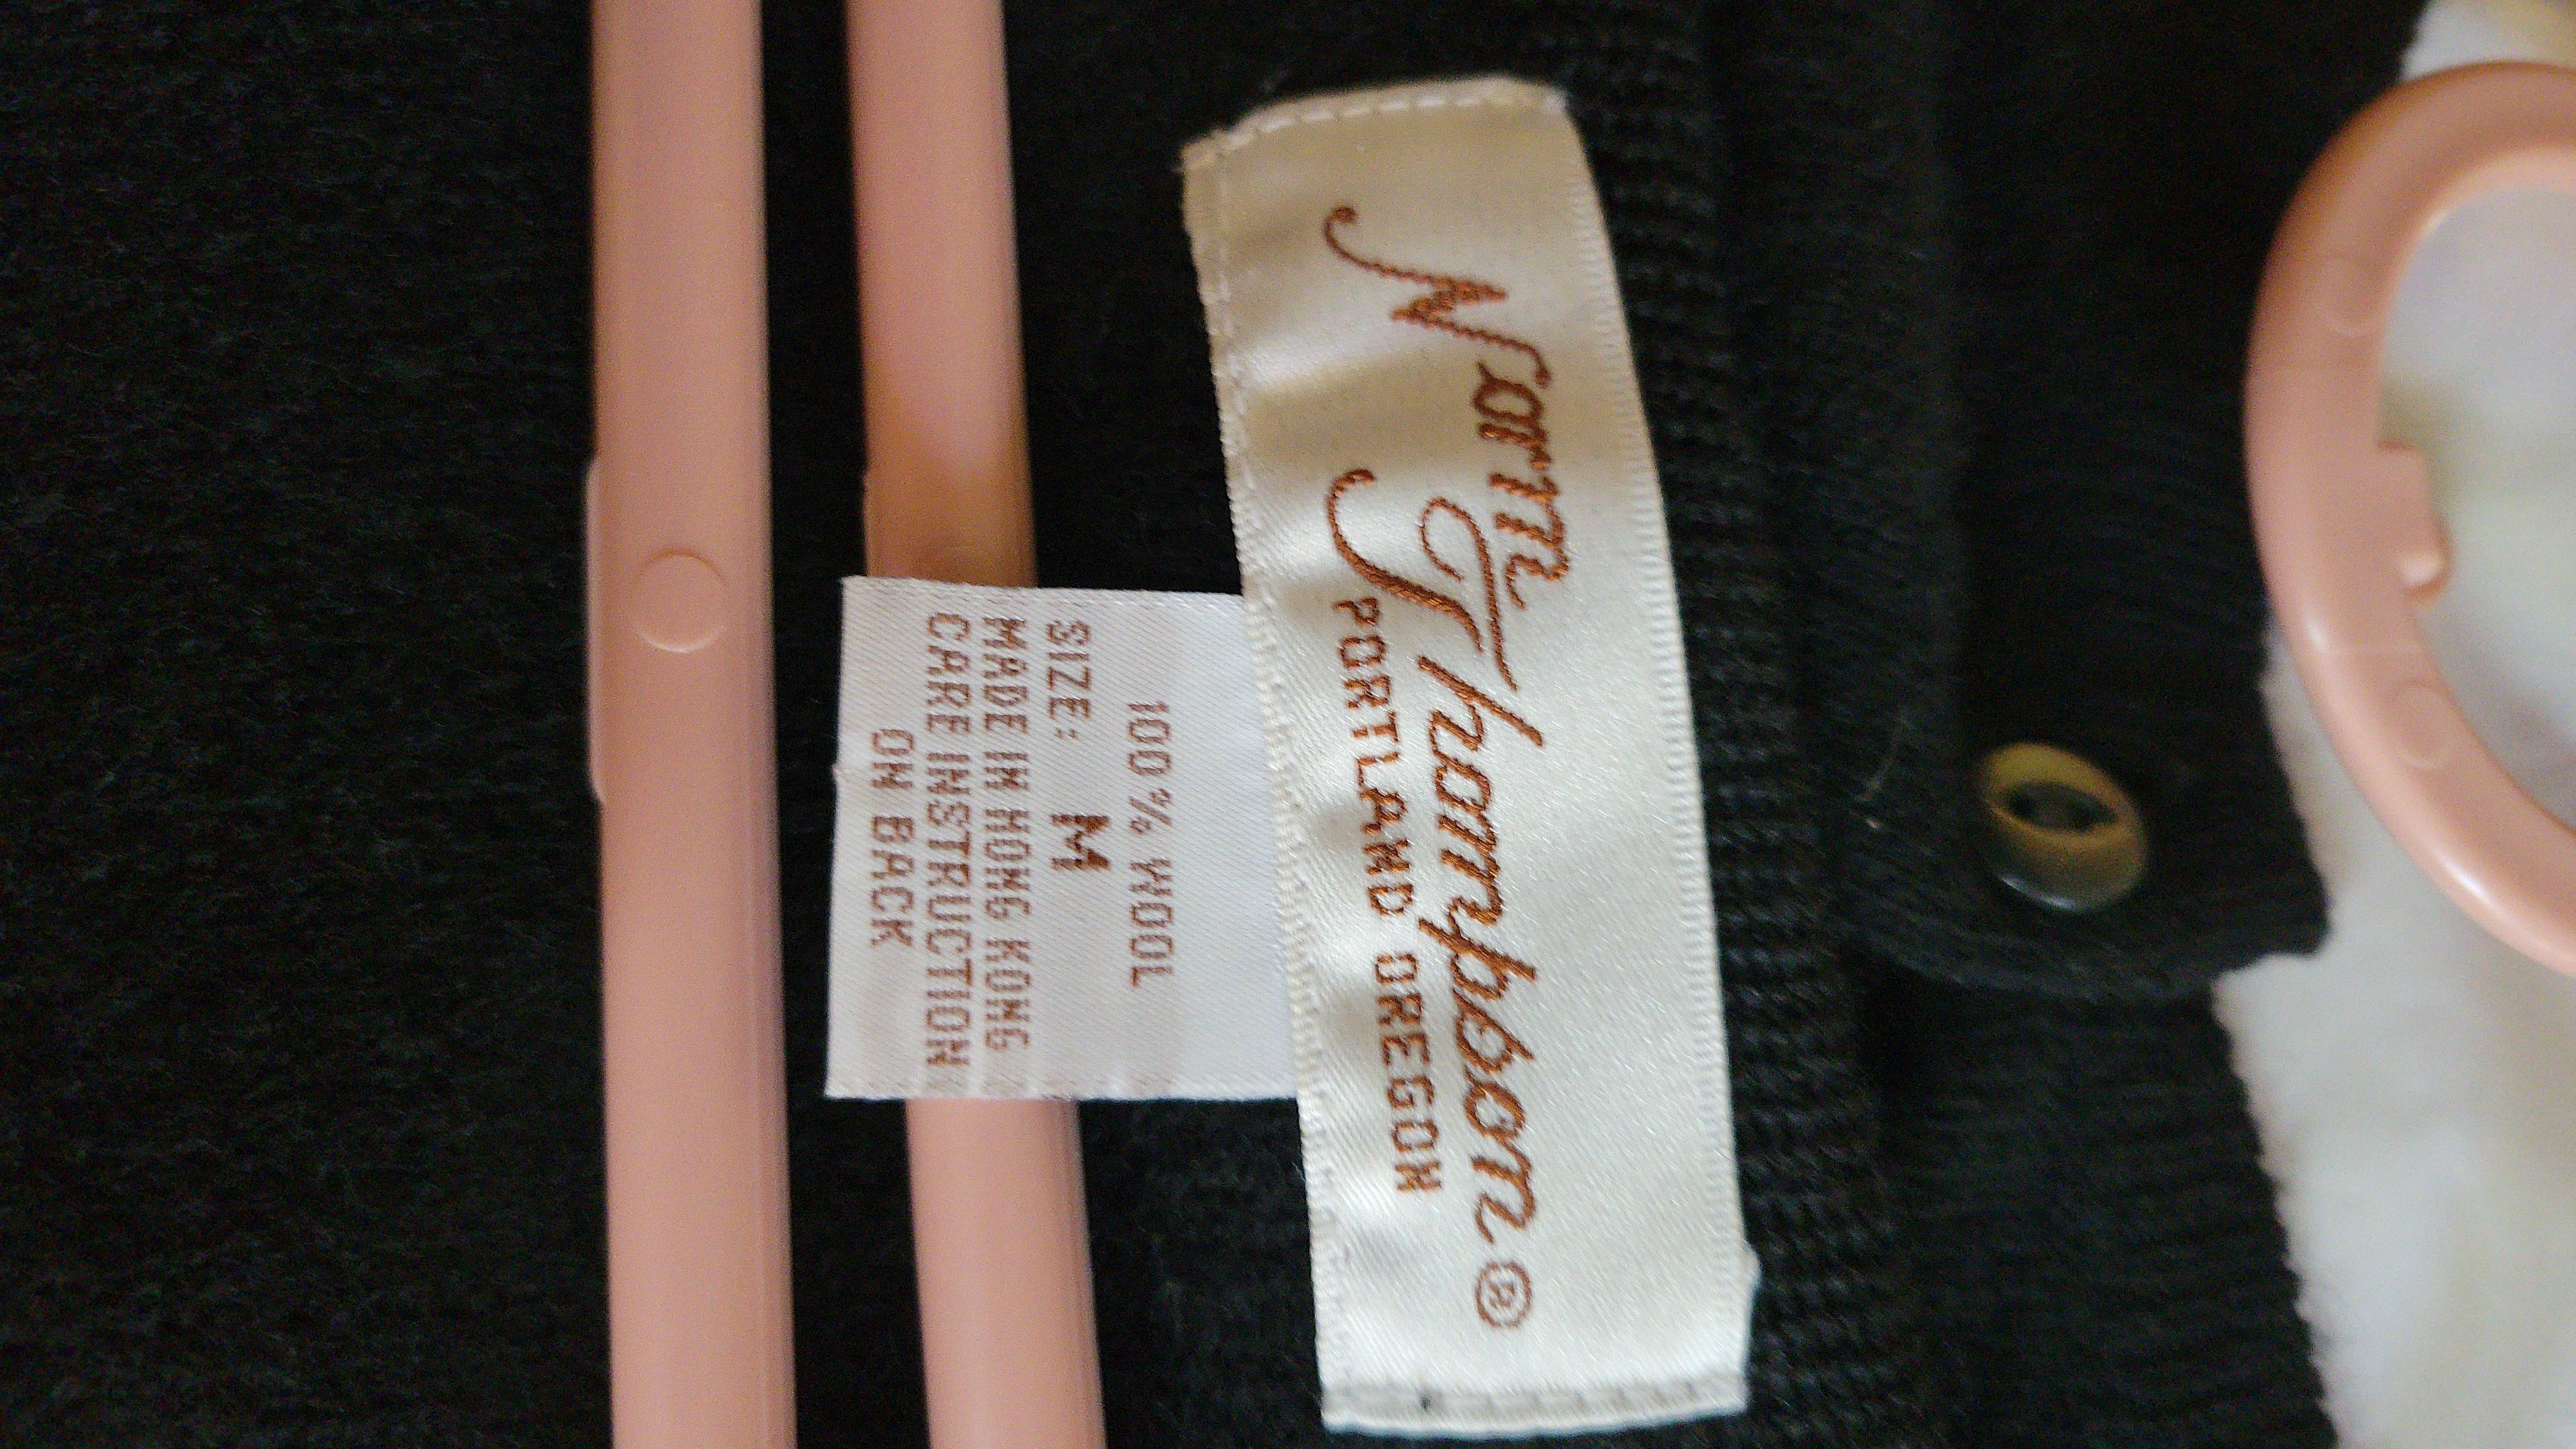 Norm
Thompson®
PORTLAND OREGON
100% WOOL
SIZE: M
MADE IN HONG KONG
CARE INSTRUCTION
ON BACK